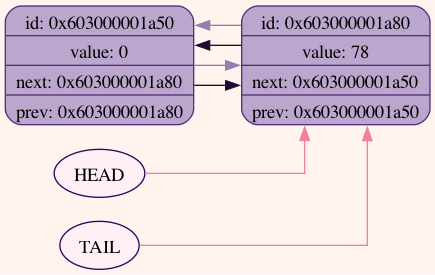 id: 0x603000001a50
value: 0
next: 0x603000001a80
prev: 0x603000001a80
id: 0x603000001a80
value: 78
next: 0x603000001a50
prev: 0x603000001a50
HEAD
TAIL